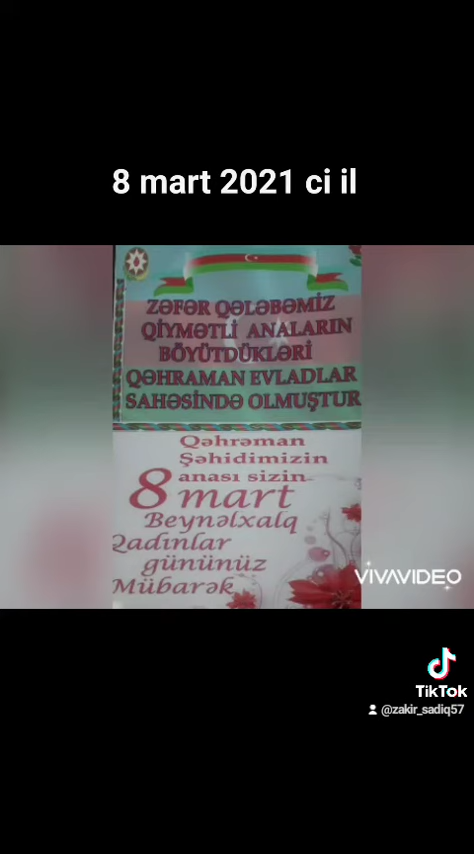 8 mart 2021 ci il
ZƏFƏR QƏLƏBƏMİZ
QİYMƏTLİ ANALARIN
BÖYÜTDÜKLƏRİ
QƏHRAMAN EVLADLAR
SAHƏSİNDƏ OLMUŞTUR
Qəhrəman
Şəhidimizin
anası sizin
8 mart
Beynəlxalq
Qadınlar
gününüz
Mübarək
VIVAVIDEO
TikTok
@zakir_sadiq57